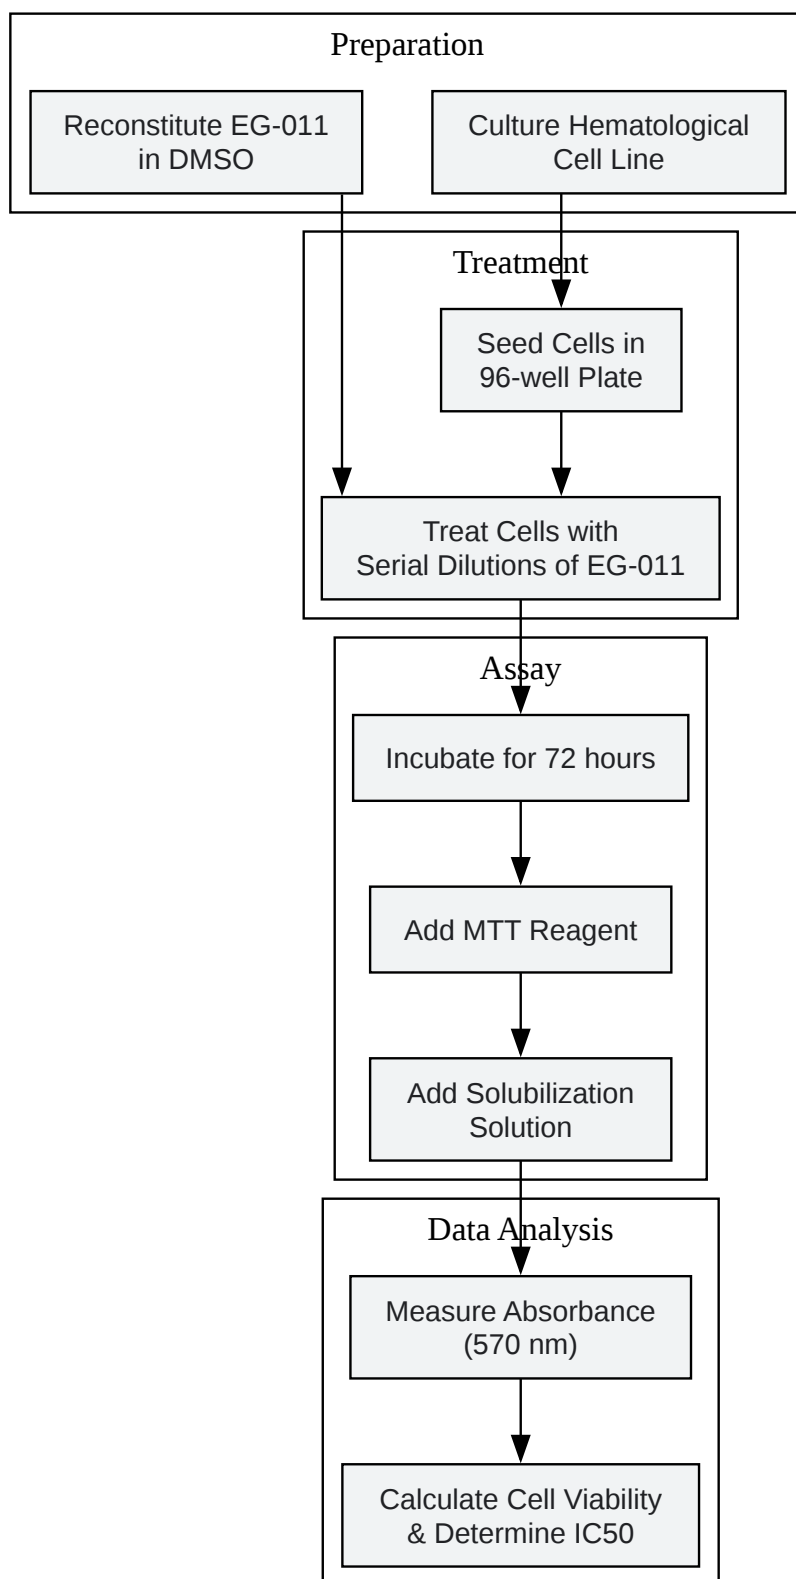 Preparation
Reconstitute EG-011
in DMSO
Culture Hematological
Cell Line
Treatment
Seed Cells in
96-well Plate
Treat Cells with
Serial Dilutions of EG-011
Assay
Incubate for 72 hours
Add MTT Reagent
Add Solubilization
Solution
Data Analysis
Measure Absorbance
(570 nm)
Calculate Cell Viability
& Determine IC50